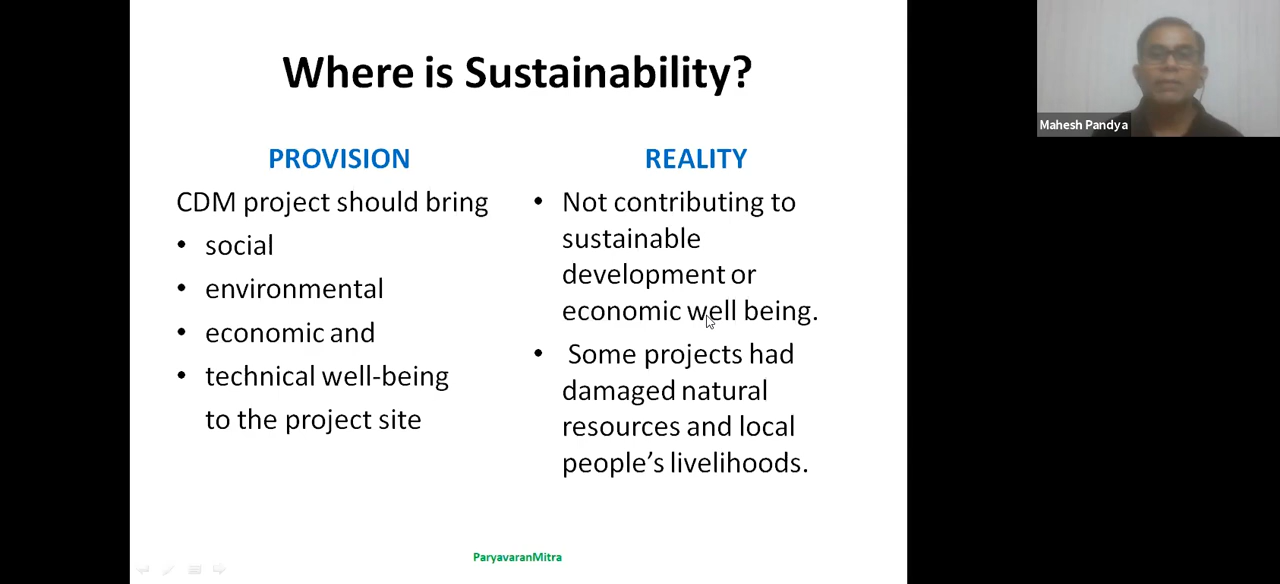 Where is Sustainability?
PROVISION
CDM project should bring
• social
• environmental
• economic and
• technical well-being
to the project site
REALITY
• Not contributing to
sustainable
development or
economic well being.
• Some projects had
damaged natural
resources and local
people’s livelihoods.
ParyavaranMitra
Mahesh Pandya